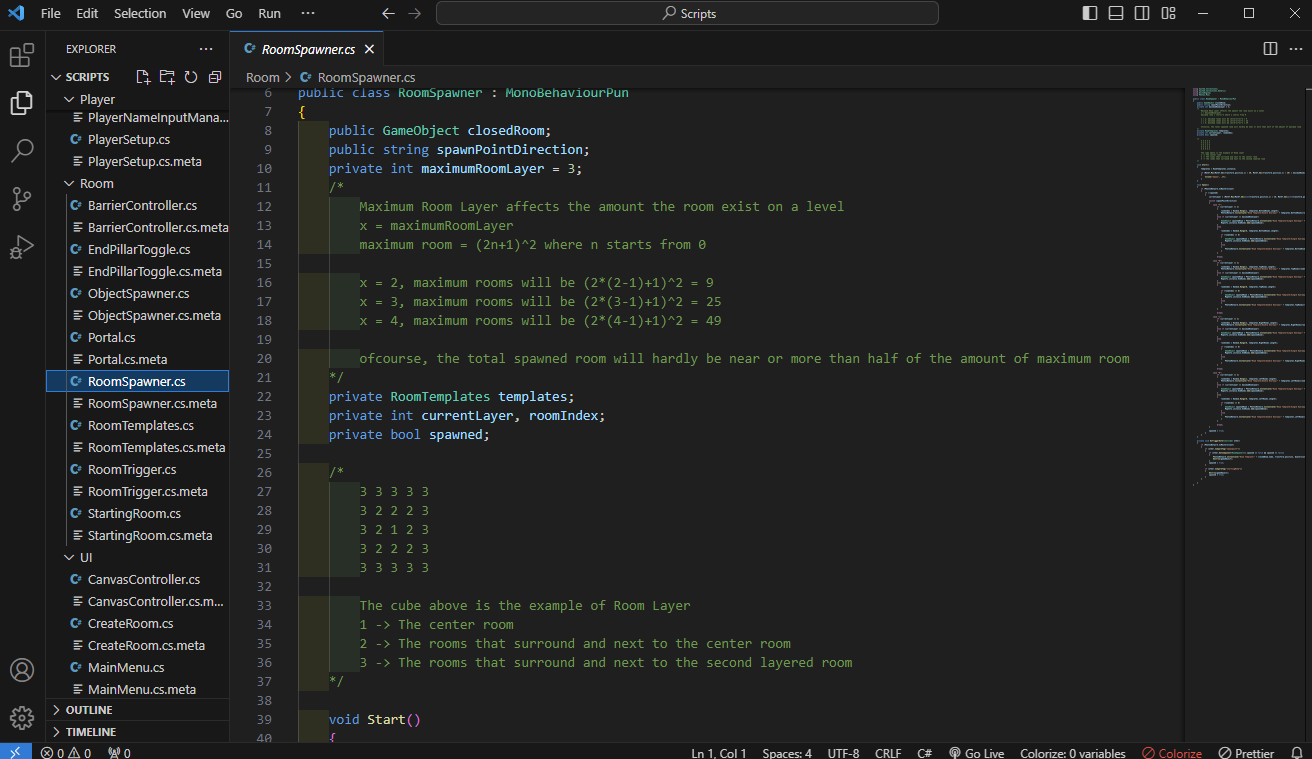 File Edit Selection View Go Run ··· Scripts
EXPLORER ···
RoomSpawner.cs
SCRIPTS
Room > RoomSpawner.cs
Player
PlayerNameInputMana...
PlayerSetup.cs
PlayerSetup.cs.meta
Room
BarrierController.cs
BarrierController.cs.meta
EndPillarToggle.cs
EndPillarToggle.cs.meta
ObjectSpawner.cs
ObjectSpawner.cs.meta
Portal.cs
Portal.cs.meta
RoomSpawner.cs
RoomSpawner.cs.meta
RoomTemplates.cs
RoomTemplates.cs.meta
RoomTrigger.cs
RoomTrigger.cs.meta
StartingRoom.cs
StartingRoom.cs.meta
UI
CanvasController.cs
CanvasController.cs.m...
CreateRoom.cs
CreateRoom.cs.meta
MainMenu.cs
MainMenu.cs.meta
OUTLINE
TIMELINE
6 public class RoomSpawner : MonoBehaviourPun
7 {
8 public GameObject closedRoom;
9 public string spawnPointDirection;
10 private int maximumRoomLayer = 3;
11 /*
12 Maximum Room Layer affects the amount the room exist on a level
13 x = maximumRoomLayer
14 maximum room = (2n+1)^2 where n starts from 0
15
16 x = 2, maximum rooms will be (2*(2-1)+1)^2 = 9
17 x = 3, maximum rooms will be (2*(3-1)+1)^2 = 25
18 x = 4, maximum rooms will be (2*(4-1)+1)^2 = 49
19
20 ofcourse, the total spawned room will hardly be near or more than half of the amount of maximum room
21 */
22 private RoomTemplates templates;
23 private int currentLayer, roomIndex;
24 private bool spawned;
25
26 /*
27 3 3 3 3 3
28 3 2 2 2 3
29 3 2 1 2 3
30 3 2 2 2 3
31 3 3 3 3 3
32
33 The cube above is the example of Room Layer
34 1 -> The center room
35 2 -> The rooms that surround and next to the center room
36 3 -> The rooms that surround and next to the second layered room
37 */
38
39 void Start()
40 {
0 0 0 Ln 1, Col 1 Spaces: 4 UTF-8 CRLF C# Go Live Colorize: 0 variables Colorize Prettier